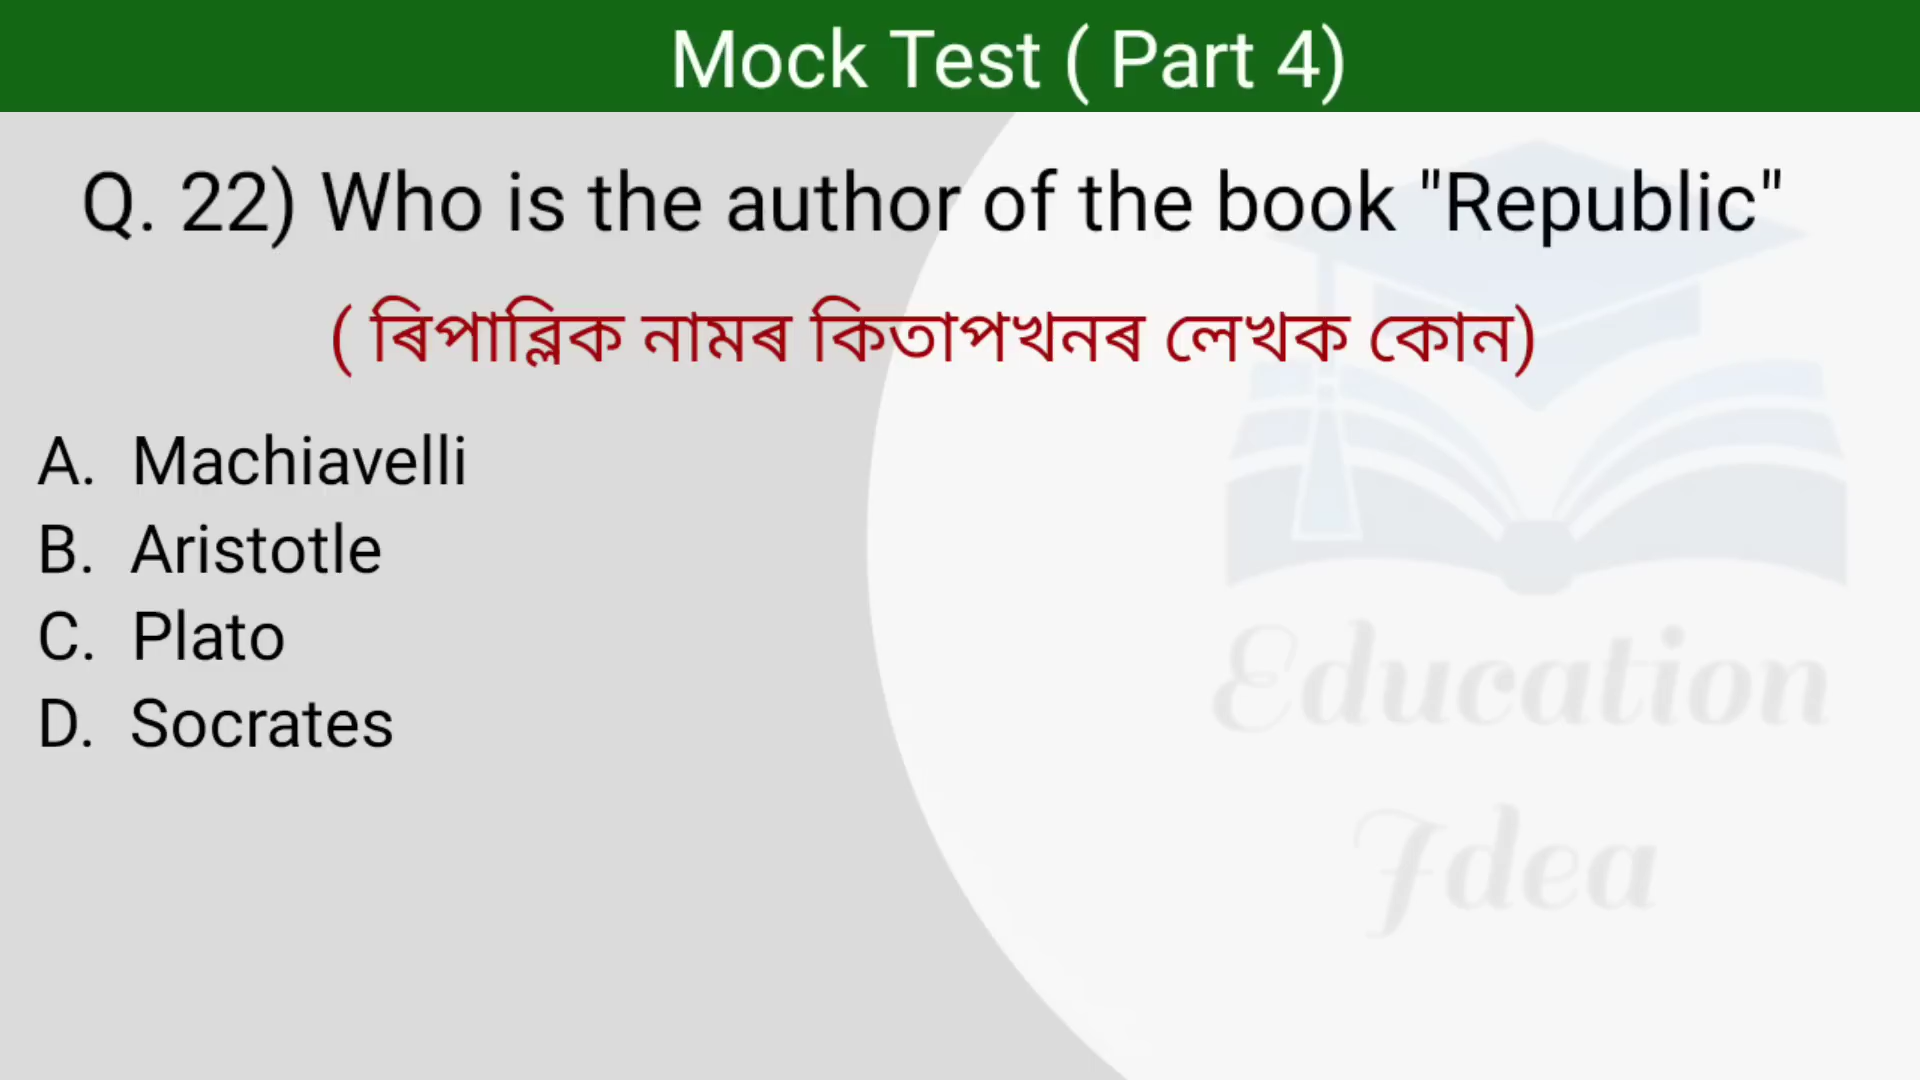 Mock Test ( Part 4)
Q. 22) Who is the author of the book "Republic"
( ৰিপাব্লিক নামৰ কিতাপখনৰ লেখক কোন)
A. Machiavelli
B. Aristotle
C. Plato
D. Socrates
Education
Idea